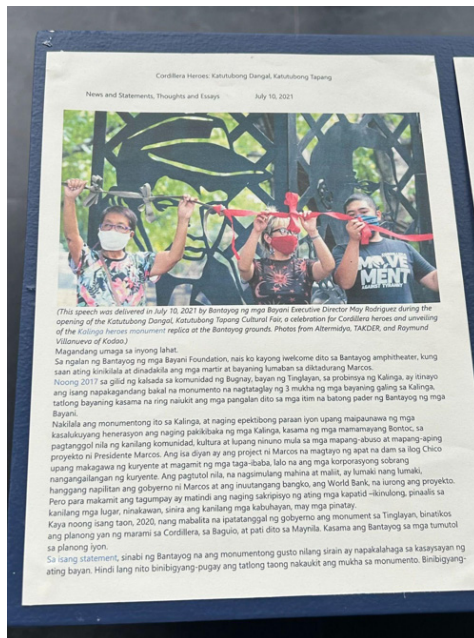 Cordillera Heroes: Katutubong Dangal, Katutubong Tapang
News and Statements, Thoughts and Essays July 10, 2021
MOVE
MENT
AGAINST TYRANNY
(This speech was delivered in July 10, 2021 by Bantayog ng mga Bayani Executive Director May Rodriguez during the
opening of the Katutubong Dangal, Katutubong Tapang Cultural Fair, a celebration for Cordillera heroes and unveiling
of the Kalinga heroes monument replica at the Bantayog grounds. Photos from Altermidya, TAKDER, and Raymund
Villanueva of Kodao.)
Magandang umaga sa inyong lahat.
Sa ngalan ng Bantayog ng mga Bayani Foundation, nais ko kayong iwelcome dito sa Bantayog amphitheater, kung
saan ating kinikilala at dinadakila ang mga martir at bayaning lumaban sa diktadurang Marcos.
Noong 2017 sa gilid ng kalsada sa komunidad ng Bugnay, bayan ng Tinglayan, sa probinsya ng Kalinga, ay itinayo
ang isang napakagandang bakal na monumento na nagtataglay ng 3 mukha ng mga bayaning galing sa Kalinga,
tatlong bayaning kasama na ring naiukit ang mga pangalan dito sa mga itim na batong pader ng Bantayog ng mga
Bayani.
Nakilala ang monumentong ito sa Kalinga, at naging epektibong paraan iyon upang maipaunawa ng mga
kasalukuyang henerasyon ang naging pakikibaka ng mga Kalinga, kasama ng mga mamamayang Bontoc, sa
pagtanggol nila ng kanilang komunidad, kultura at lupang ninuno mula sa mga mapang-abuso at mapang-aping
proyekto ni Presidente Marcos. Ang isa diyan ay ang project ni Marcos na magtayo ng apat na dam sa ilog Chico
upang makagawa ng kuryente at magamit ng mga taga-ibaba, lalo na ang mga korporasyong sobrang
nangangailangan ng kuryente. Ang pagtutol nila, na nagsimulang mahina at maliit, ay lumaki nang lumaki,
hanggang napilitan ang gobyerno ni Marcos at ang inuutangang bangko, ang World Bank, na iurong ang proyekto.
Pero para makamit ang tagumpay ay matindi ang naging sakripisyo ng ating mga kapatid –ikinulong, pinaalis sa
kanilang mga lugar, ninakawan, sinira ang kanilang mga kabuhayan, may mga pinatay.
Kaya noong isang taon, 2020, nang mabalita na ipatatanggal ng gobyerno ang monument sa Tinglayan, binatikos
ang planong yan ng marami sa Cordillera, sa Baguio, at pati dito sa Maynila. Kasama ang Bantayog sa mga tumutol
sa planong iyon.
Sa isang statement, sinabi ng Bantayog na ang monumentong gusto nilang sirain ay napakalahaga sa kasaysayan ng
ating bayan. Hindi lang nito binibigyang-pugay ang tatlong taong nakaukit ang mukha sa monumento. Binibigyang-